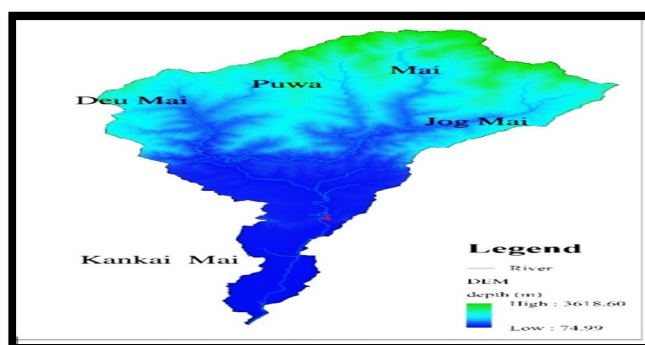 Mai
Puwa
Deu Mai
Jog Mai
Kankai Mai
Legend
River
DEM
depth (m)
High : 3618.60
Low : 74.99